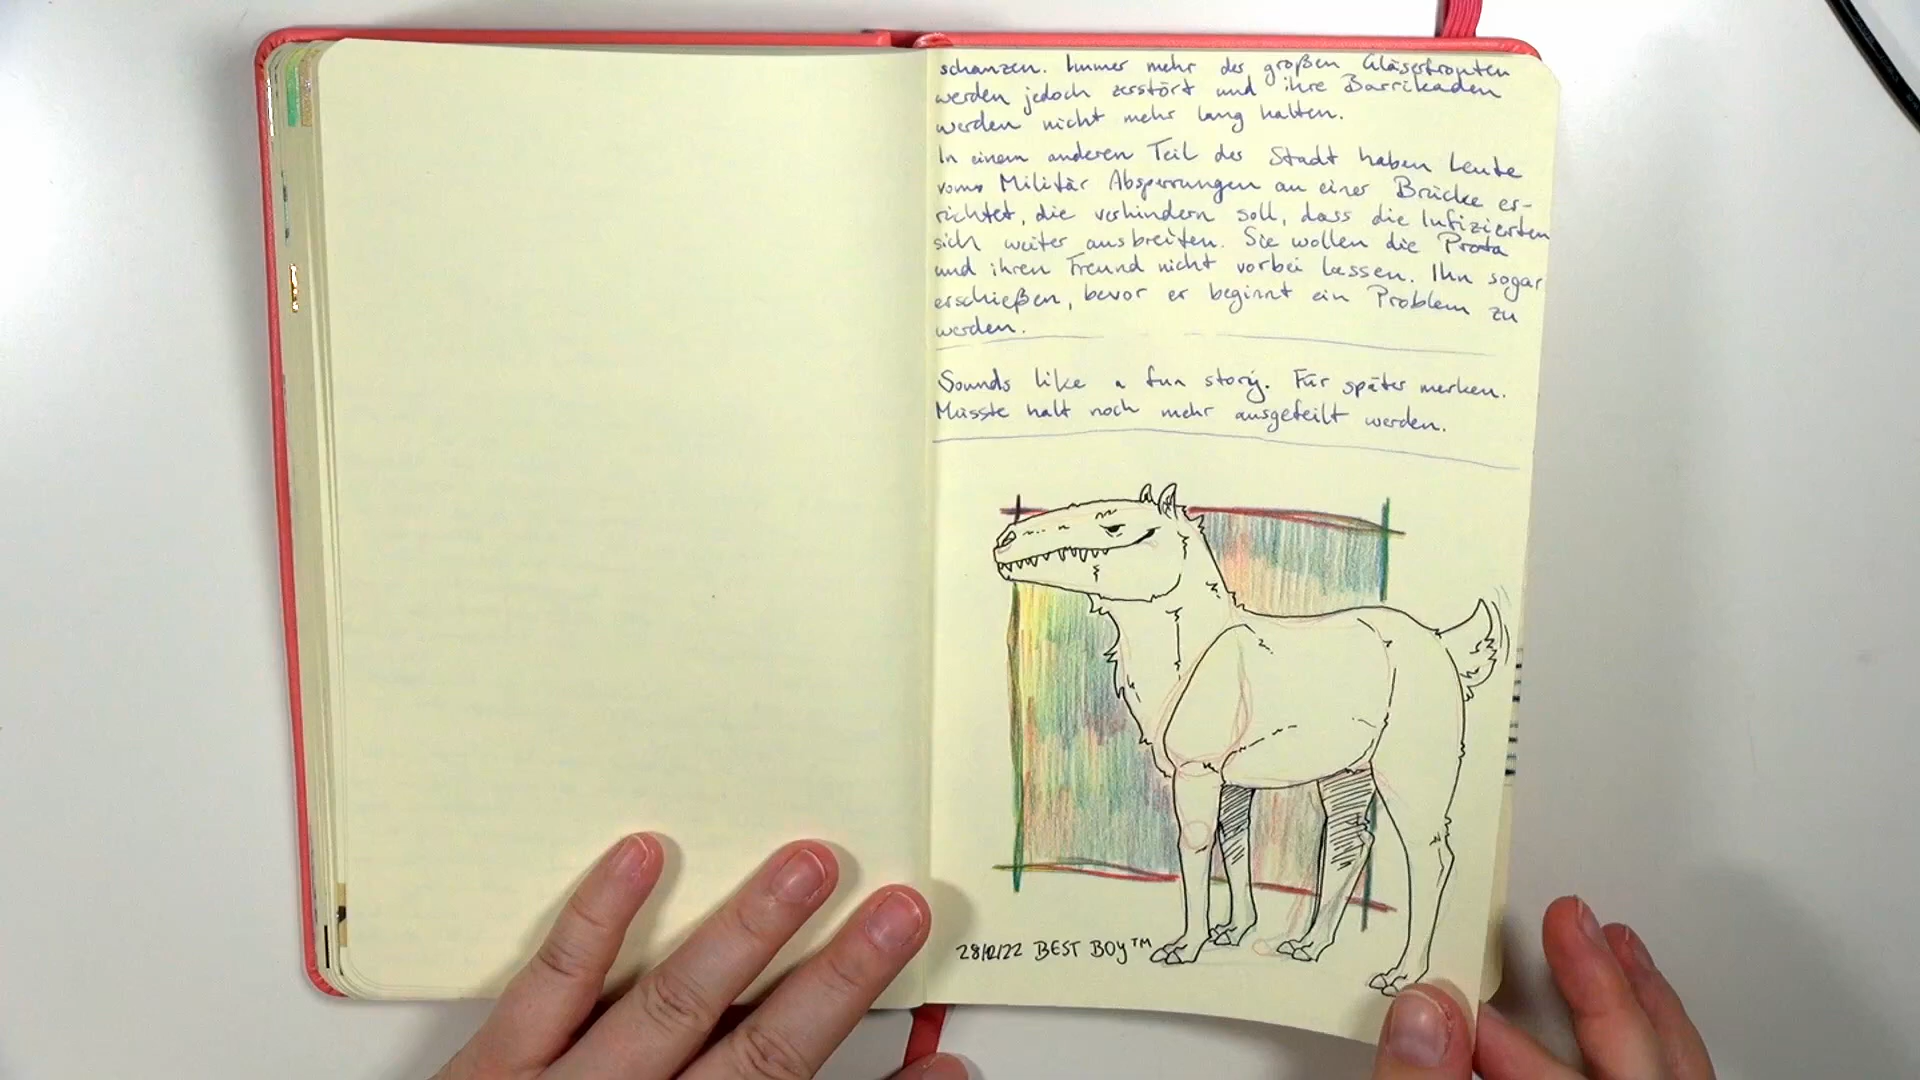 schanzen. Immer mehr der großen Gläserfronten
werden jedoch zerstört und ihre Barrikaden
werden nicht mehr lang halten.
In einem anderen Teil der Stadt haben Leute
vom Militär Absperrungen an einer Brücke er-
richtet, die verhindern soll, dass die Infizierten
sich weiter ausbreiten. Sie wollen die Prota
und ihren Freund nicht vorbei lassen. Ihn sogar
erschießen, bevor er beginnt ein Problem zu
werden.
Sounds like a fun story. Für später merken.
Müsste halt noch mehr ausgefeilt werden.
28/12/22 BEST BOY™